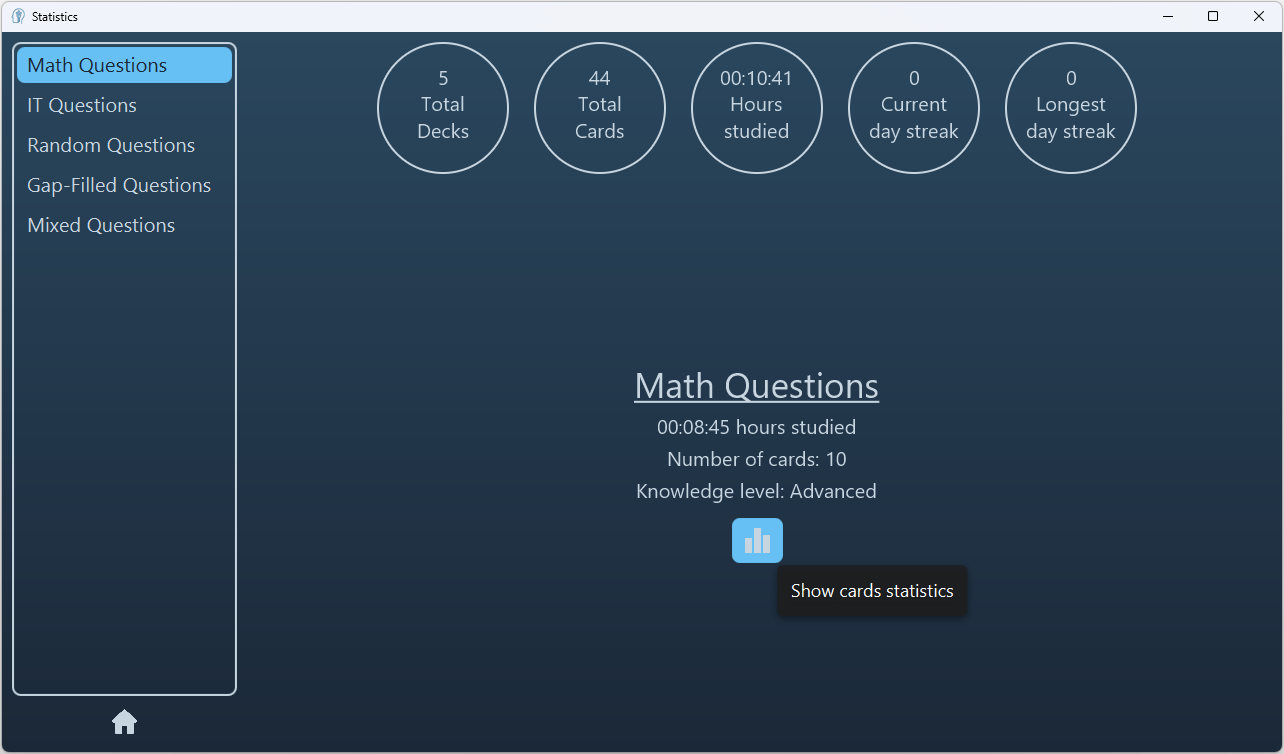 Statistics
Math Questions
IT Questions
Random Questions
Gap-Filled Questions
Mixed Questions
5
Total
Decks
44
Total
Cards
00:10:41
Hours
studied
0
Current
day streak
0
Longest
day streak
Math Questions
00:08:45 hours studied
Number of cards: 10
Knowledge level: Advanced
Show cards statistics